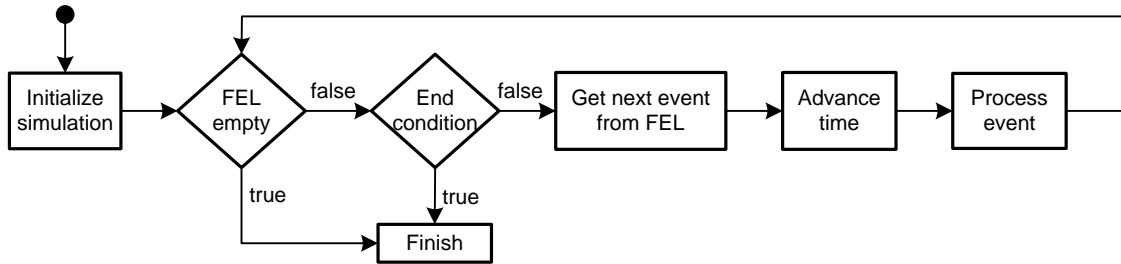 Initialize
simulation
FEL
empty
false
End
condition
false
Get next event
from FEL
Advance
time
Process
event
true
true
Finish